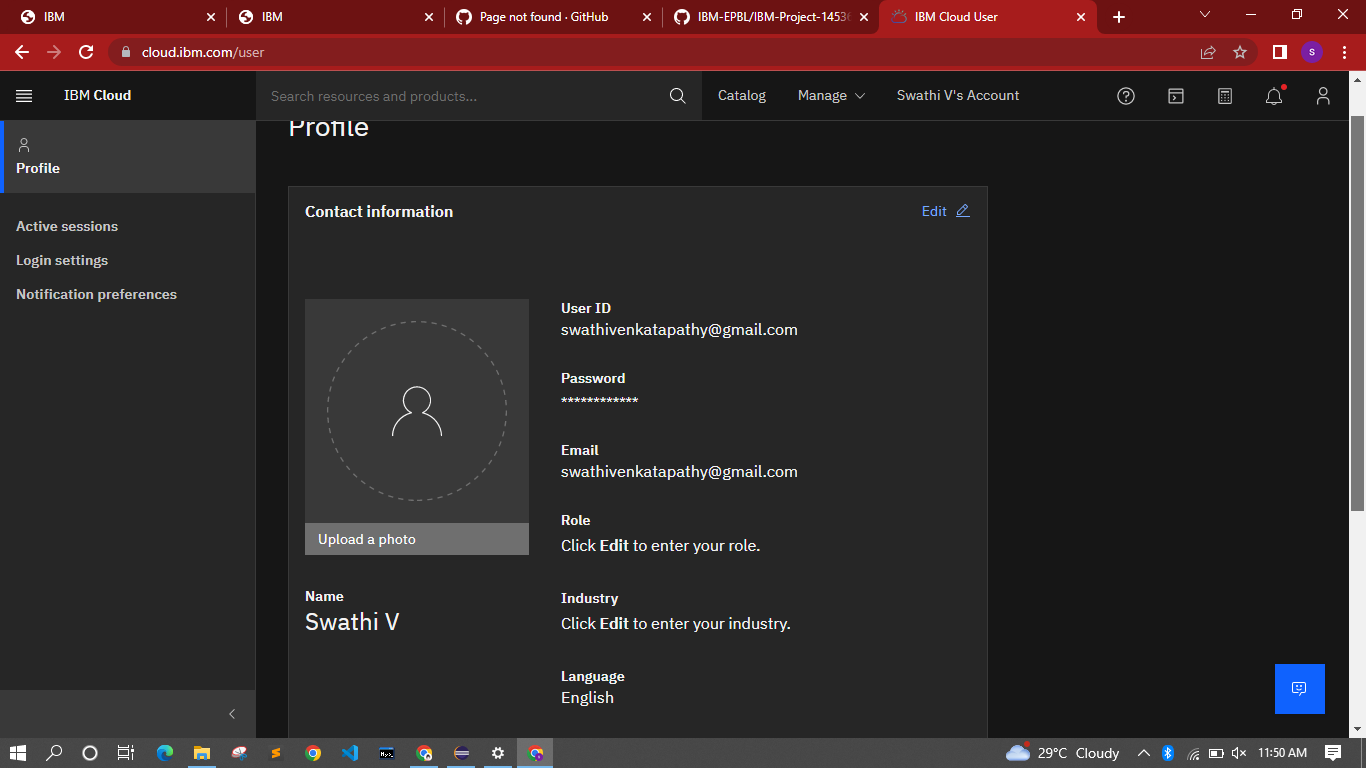 IBM
IBM
Page not found · GitHub
IBM-EPBL/IBM-Project-1453
IBM Cloud User
cloud.ibm.com/user
S
IBM Cloud
Search resources and products...
Catalog
Manage
Swathi V's Account
Profile
Profile
Active sessions
Login settings
Notification preferences
Contact information
Edit
User ID
swathivenkatapathy@gmail.com
Password
************
Email
swathivenkatapathy@gmail.com
Role
Click Edit to enter your role.
Upload a photo
Name
Swathi V
Industry
Click Edit to enter your industry.
Language
English
29°C Cloudy
11:50 AM